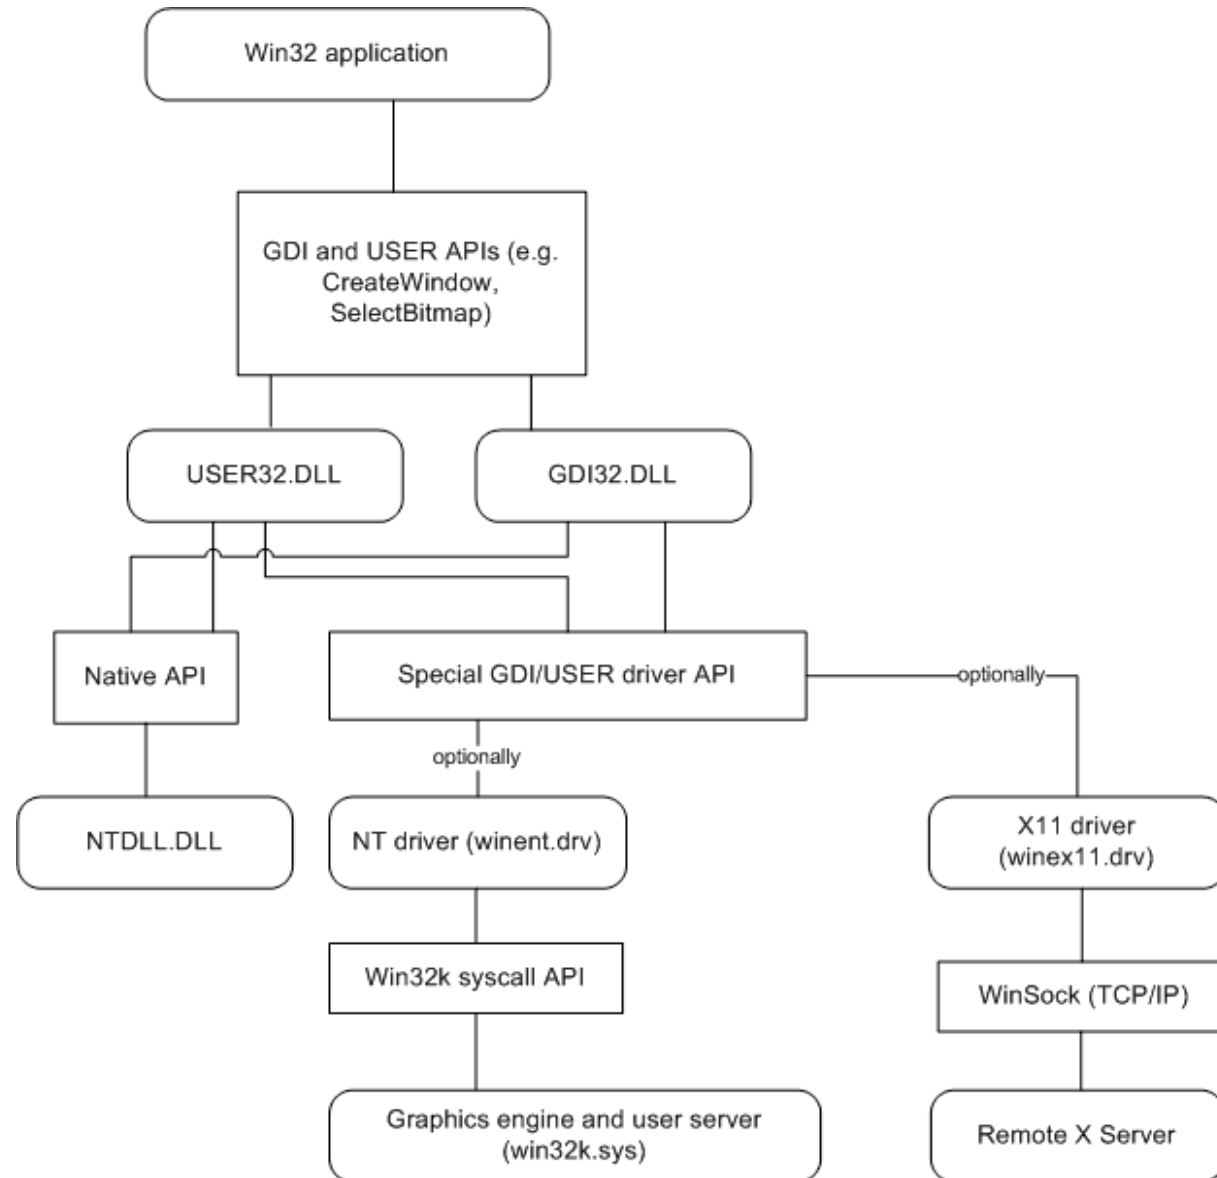 Win32 application
GDI and USER APIs (e.g.
CreateWindow,
SelectBitmap)
USER32.DLL
GDI32.DLL
Native API
Special GDI/USER driver API
optionally
optionally
NTDLL.DLL
NT driver (winent.drv)
X11 driver
(winex11.drv)
Win32k syscall API
WinSock (TCP/IP)
Graphics engine and user server
(win32k.sys)
Remote X Server